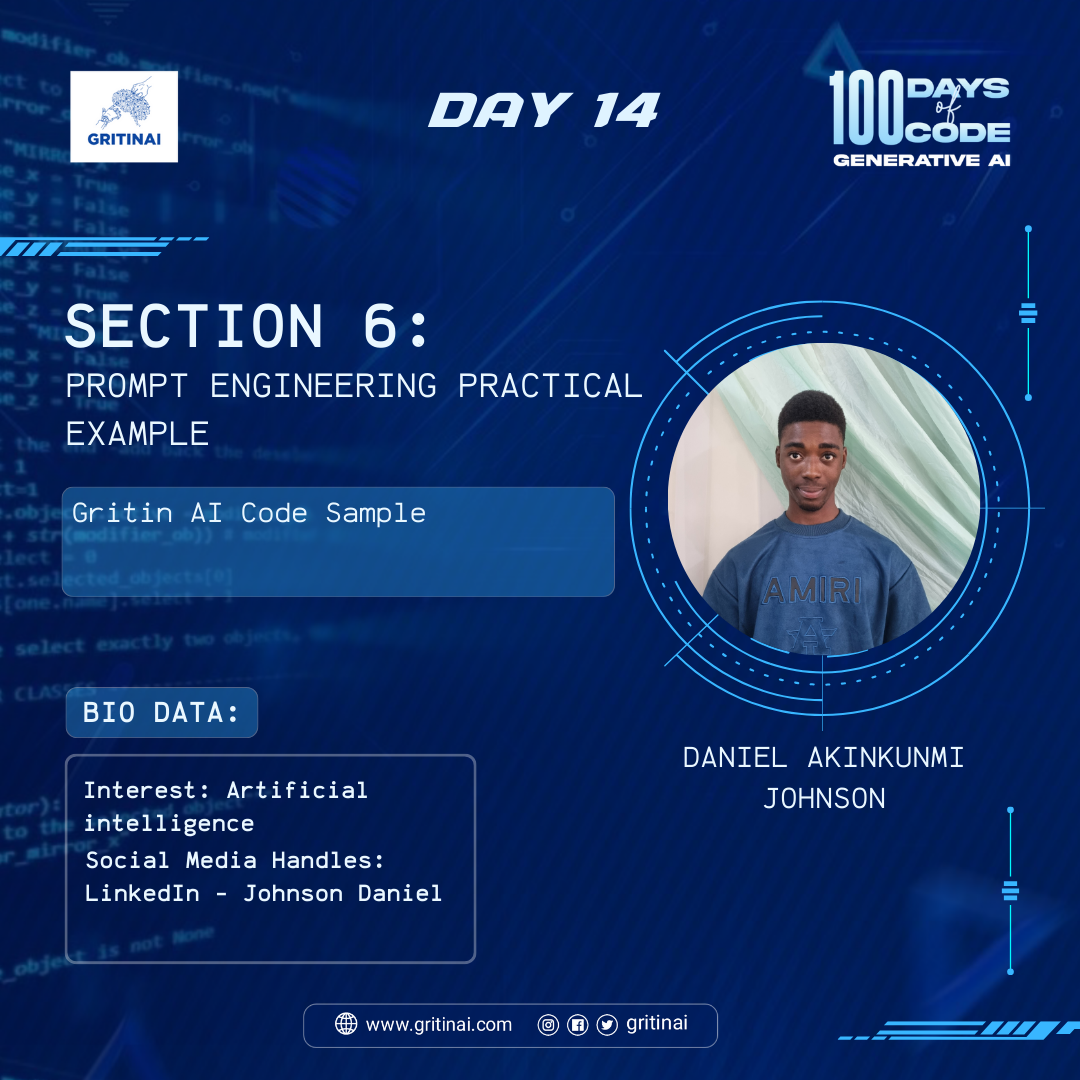 GRITINAI
DAY 14
100 DAYS
of
CODE
GENERATIVE AI
SECTION 6:
PROMPT ENGINEERING PRACTICAL
EXAMPLE
Gritin AI Code Sample
AMIRI
BIO DATA:
Interest: Artificial
intelligence
Social Media Handles:
LinkedIn - Johnson Daniel
DANIEL AKINKUNMI
JOHNSON
www.gritinai.com
gritinai